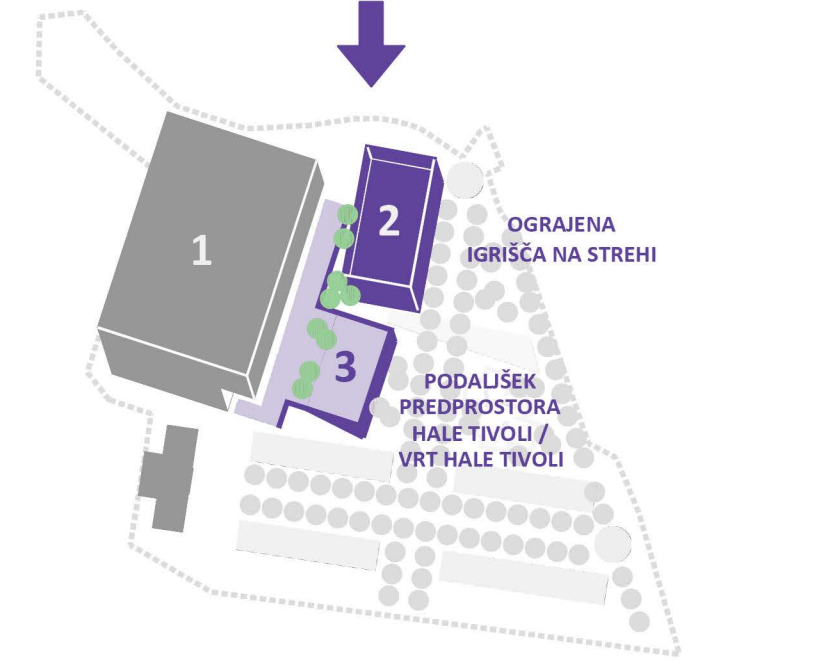 1
2
3
OGRAJENA
IGRIŠČA NA STREHI
PODALJŠEK
PREDPROSTORA
HALE TIVOLI /
VRT HALE TIVOLI